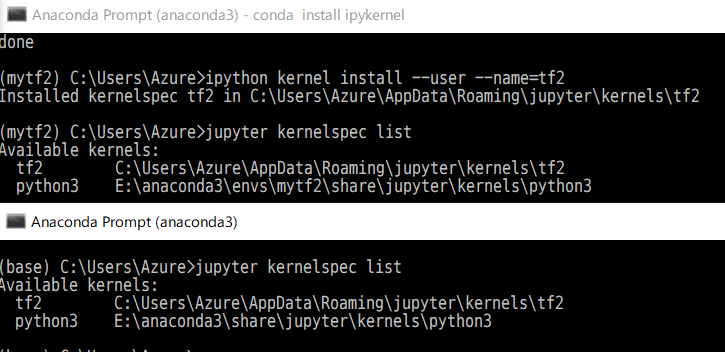 Anaconda Prompt (anaconda3) - conda  install ipykernel
done
(mytf2) C:\Users\Azure>ipython kernel install --user --name=tf2
Installed kernelspec tf2 in C:\Users\Azure\AppData\Roaming\jupyter\kernels\tf2
(mytf2) C:\Users\Azure>jupyter kernelspec list
Available kernels:
  tf2        C:\Users\Azure\AppData\Roaming\jupyter\kernels\tf2
  python3    E:\anaconda3\envs\mytf2\share\jupyter\kernels\python3
Anaconda Prompt (anaconda3)
(base) C:\Users\Azure>jupyter kernelspec list
Available kernels:
  tf2        C:\Users\Azure\AppData\Roaming\jupyter\kernels\tf2
  python3    E:\anaconda3\share\jupyter\kernels\python3